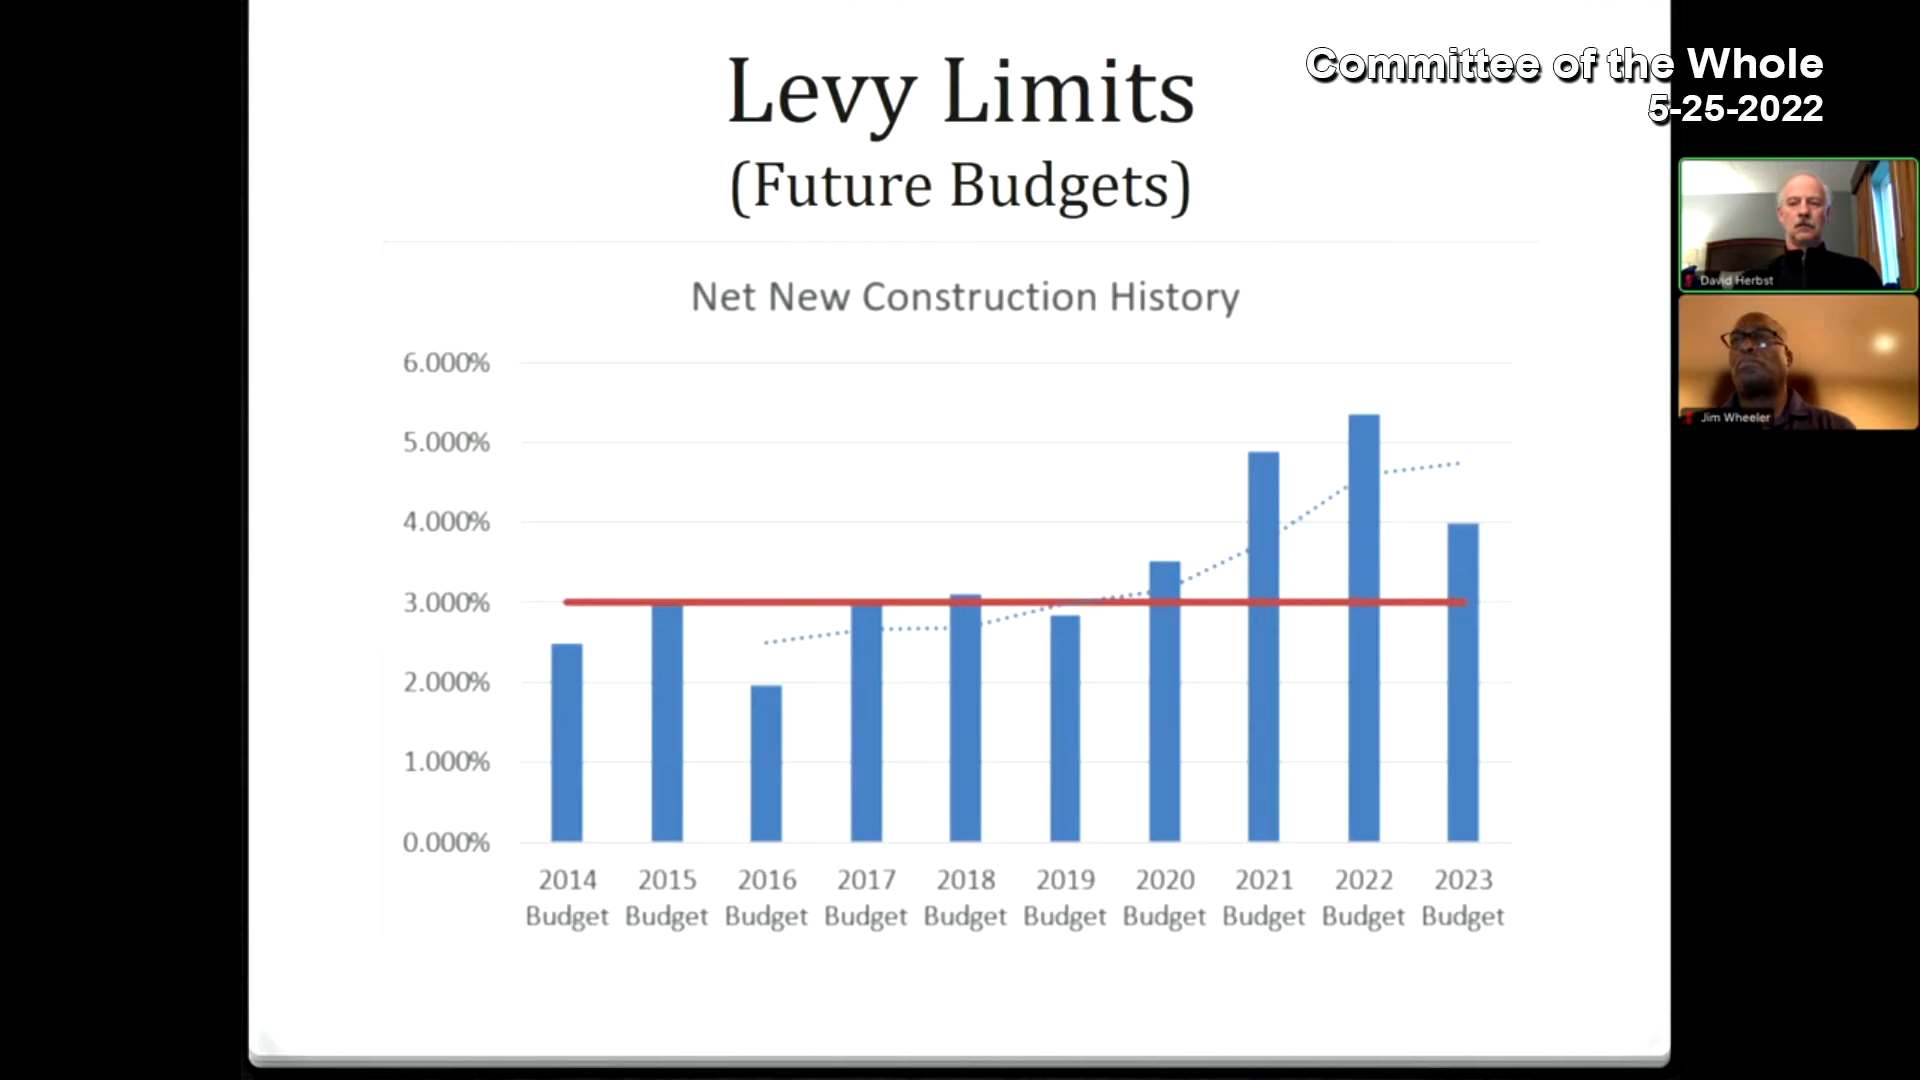 Levy Limits
(Future Budgets)
Committee of the Whole
5-25-2022
David Herbst
Jim Wheeler
Net New Construction History
6.000%
5.000%
4.000%
3.000%
2.000%
1.000%
0.000%
2014 2015 2016 2017 2018 2019 2020 2021 2022 2023
Budget Budget Budget Budget Budget Budget Budget Budget Budget Budget